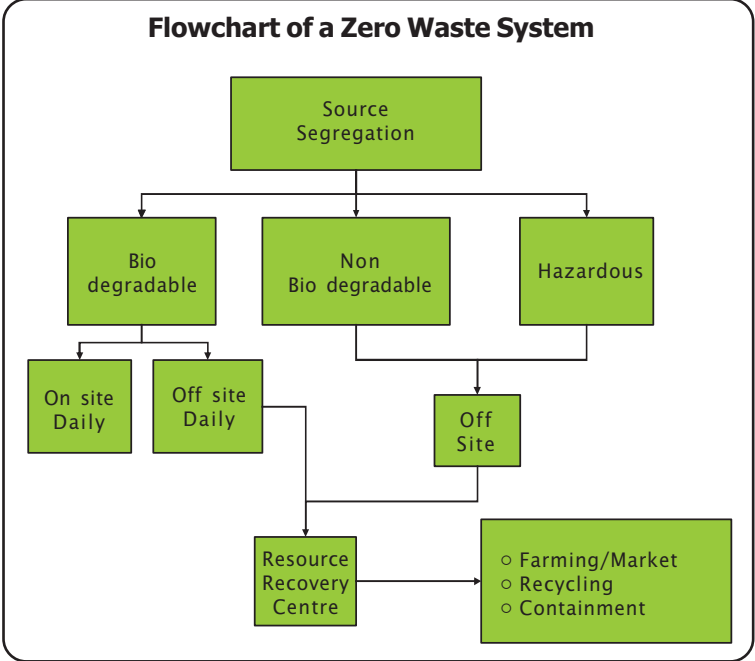 Flowchart of a Zero Waste System
Source
Segregation
Bio
degradable
Non
Bio degradable
Hazardous
On site
Daily
Off site
Daily
Off
Site
Resource
Recovery
Centre
○ Farming/Market
○ Recycling
○ Containment